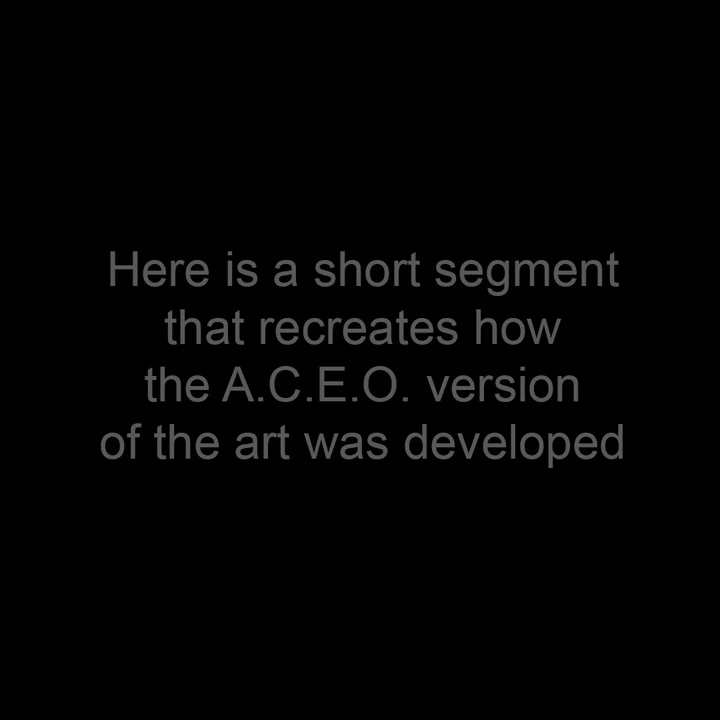 Here is a short segment
that recreates how
the A.C.E.O. version
of the art was developed